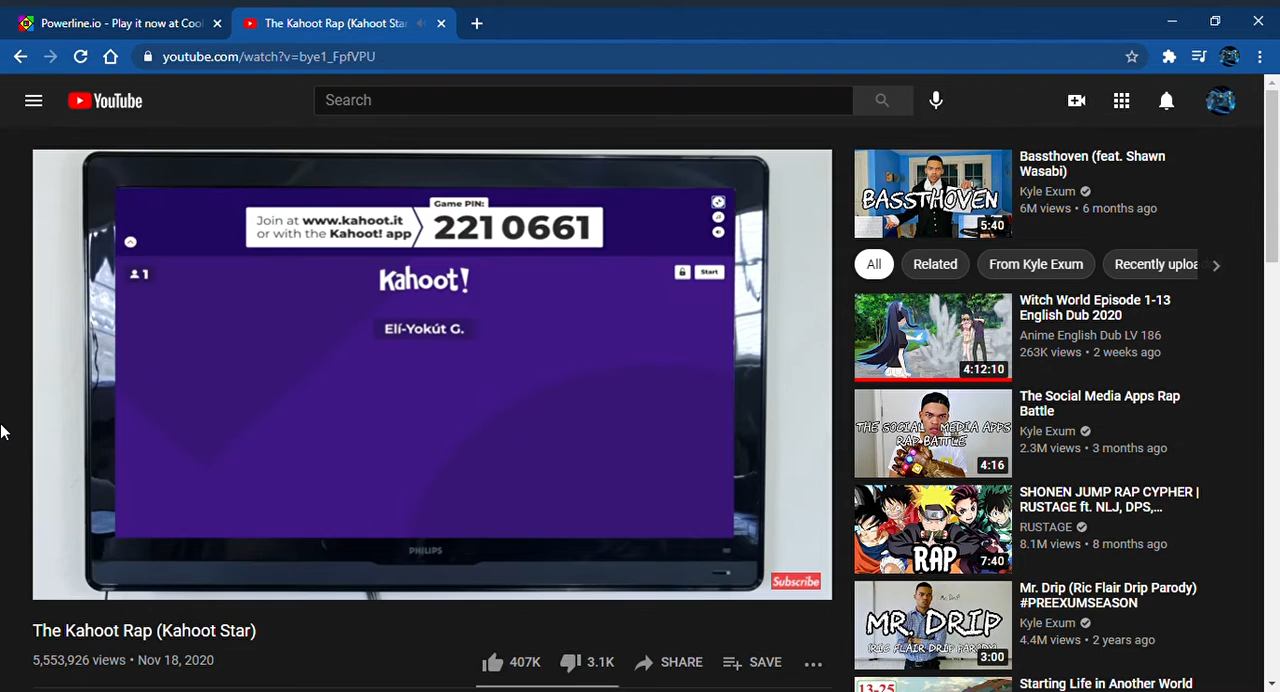 Powerline.io - Play it now at Cool
The Kahoot Rap (Kahoot Star
youtube.com/watch?v=bye1_FpfVPU
YouTube
Search
Join at www.kahoot.it
or with the Kahoot! app
Game PIN:
221 0661
1
Kahoot!
Start
Elí-Yokút G.
PHILIPS
Subscribe
The Kahoot Rap (Kahoot Star)
5,553,926 views • Nov 18, 2020
407K
3.1K
SHARE
SAVE
BASSTHOVEN
5:40
Bassthoven (feat. Shawn
Wasabi)
Kyle Exum
6M views • 6 months ago
All
Related
From Kyle Exum
Recently uploa
4:12:10
Witch World Episode 1-13
English Dub 2020
Anime English Dub LV 186
263K views • 2 weeks ago
THE SOCIAL MEDIA APPS
RAP BATTLE
4:16
The Social Media Apps Rap
Battle
Kyle Exum
2.3M views • 3 months ago
RAP
7:40
SHONEN JUMP RAP CYPHER |
RUSTAGE ft. NLJ, DPS,...
RUSTAGE
8.1M views • 8 months ago
MR. DRIP
RIC FLAIR DRIP PARODY
3:00
Mr. Drip (Ric Flair Drip Parody)
#PREEXUMSEASON
Kyle Exum
4.4M views • 2 years ago
13-25
Starting Life in Another World